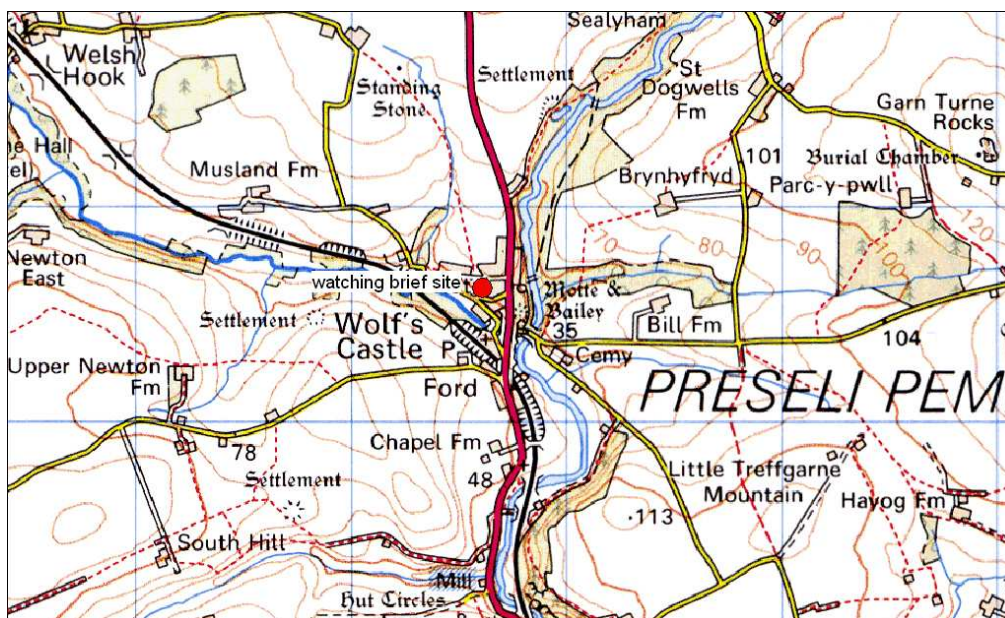 Sealyham
Welsh
Hook
Settlement
St
Dogwells
Fm
Standing
Stone
Garn Turne
Rocks
ne Hall
el)
Musland Fm
101
Burial Chamber
Brynhyfryd
Parc-y-pwll
70
80
90
100
120
Newton
East
watching brief site
Motte &
Bailey
Settlement
Wolf's
Castle
P
35
Bill Fm
104
Cemy
Upper Newton
Fm
Ford
PRESELI PEM
78
Chapel Fm
48
Settlement
Little Treffgarne
Mountain
Hayog Fm
113
South Hill
Mill
Hut Circles